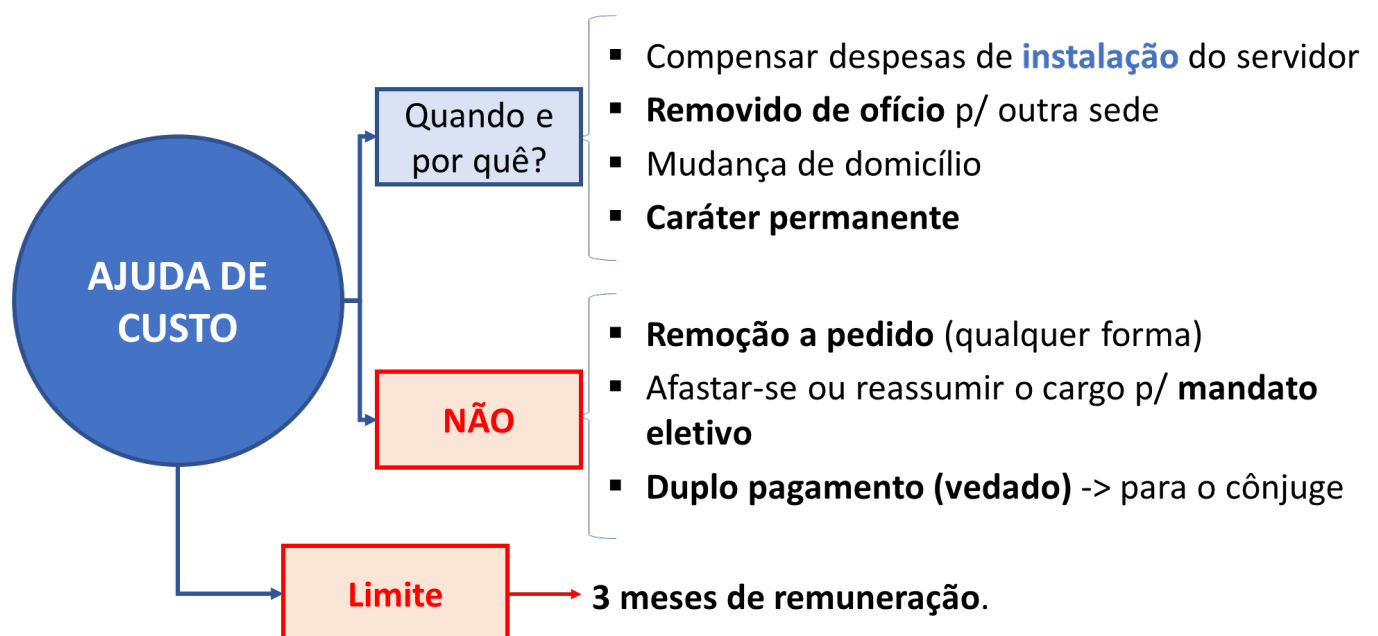 AJUDA DE
CUSTO
Quando e
por quê?
▪ Compensar despesas de instalação do servidor
▪ Removido de ofício p/ outra sede
▪ Mudança de domicílio
▪ Caráter permanente
NÃO
▪ Remoção a pedido (qualquer forma)
▪ Afastar-se ou reassumir o cargo p/ mandato
eletivo
▪ Duplo pagamento (vedado) -> para o cônjuge
Limite
3 meses de remuneração.